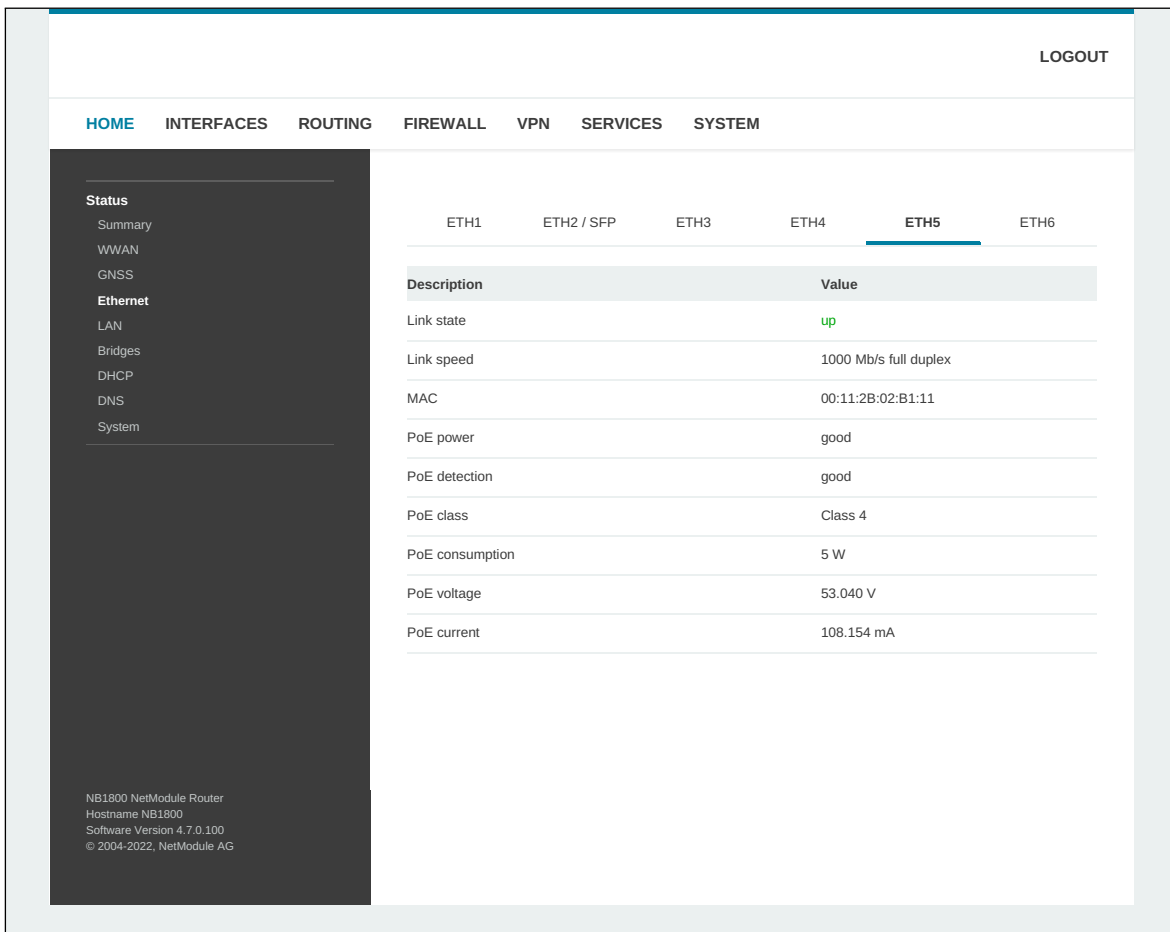 LOGOUT
HOME INTERFACES ROUTING FIREWALL VPN SERVICES SYSTEM
Status
Summary
WWAN
GNSS
Ethernet
LAN
Bridges
DHCP
DNS
System
NB1800 NetModule Router
Hostname NB1800
Software Version 4.7.0.100
© 2004-2022, NetModule AG
ETH1 ETH2 / SFP ETH3 ETH4 ETH5 ETH6
Description Value
Link state up
Link speed 1000 Mb/s full duplex
MAC 00:11:2B:02:B1:11
PoE power good
PoE detection good
PoE class Class 4
PoE consumption 5 W
PoE voltage 53.040 V
PoE current 108.154 mA